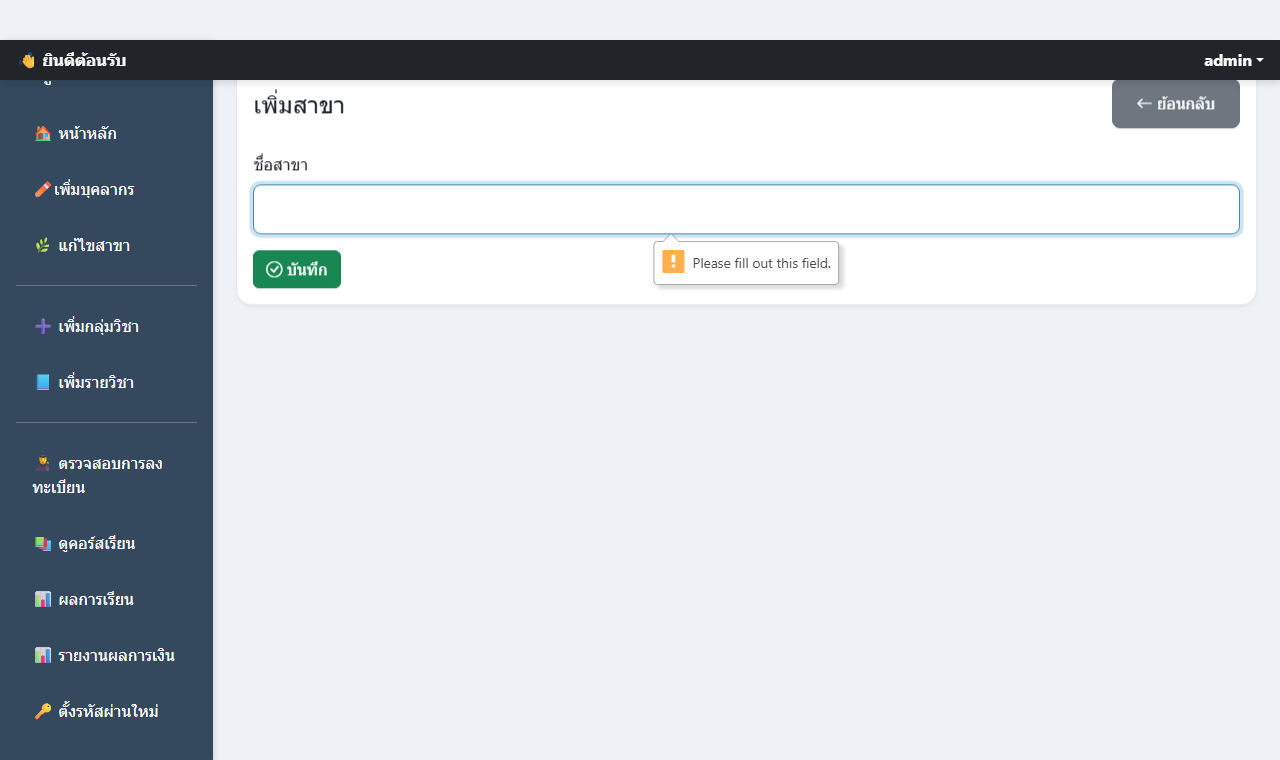 ยินดีต้อนรับ
admin
หน้าหลัก
เพิ่มบุคลากร
แก้ไขสาขา
เพิ่มกลุ่มวิชา
เพิ่มรายวิชา
ตรวจสอบการลง
ทะเบียน
ดูคอร์สเรียน
ผลการเรียน
รายงานผลการเงิน
ตั้งรหัสผ่านใหม่
เพิ่มสาขา
ย้อนกลับ
ชื่อสาขา
Please fill out this field.
บันทึก